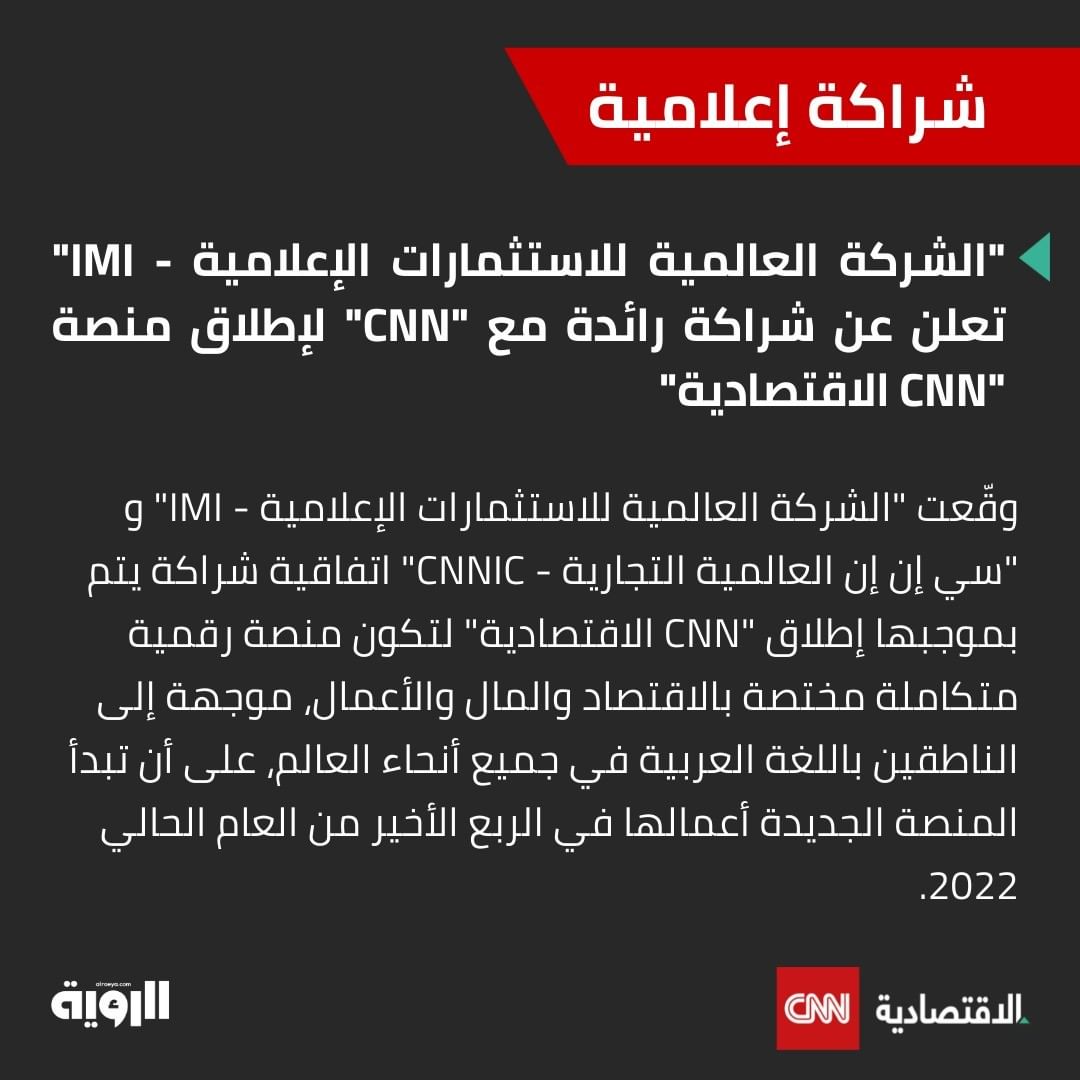 شراكة إعلامية
"الشركة العالمية للاستثمارات الإعلامية - IMI"
تعلن عن شراكة رائدة مع "CNN" لإطلاق منصة
"CNN الاقتصادية"
وقّعت "الشركة العالمية للاستثمارات الإعلامية - IMI" و
"سي إن إن العالمية التجارية - CNNIC" اتفاقية شراكة يتم
بموجبها إطلاق "CNN الاقتصادية" لتكون منصة رقمية
متكاملة مختصة بالاقتصاد والمال والأعمال، موجهة إلى
الناطقين باللغة العربية في جميع أنحاء العالم، على أن تبدأ
المنصة الجديدة أعمالها في الربع الأخير من العام الحالي
2022.
الاقتصادية CNN
alroeya.com
الرؤية